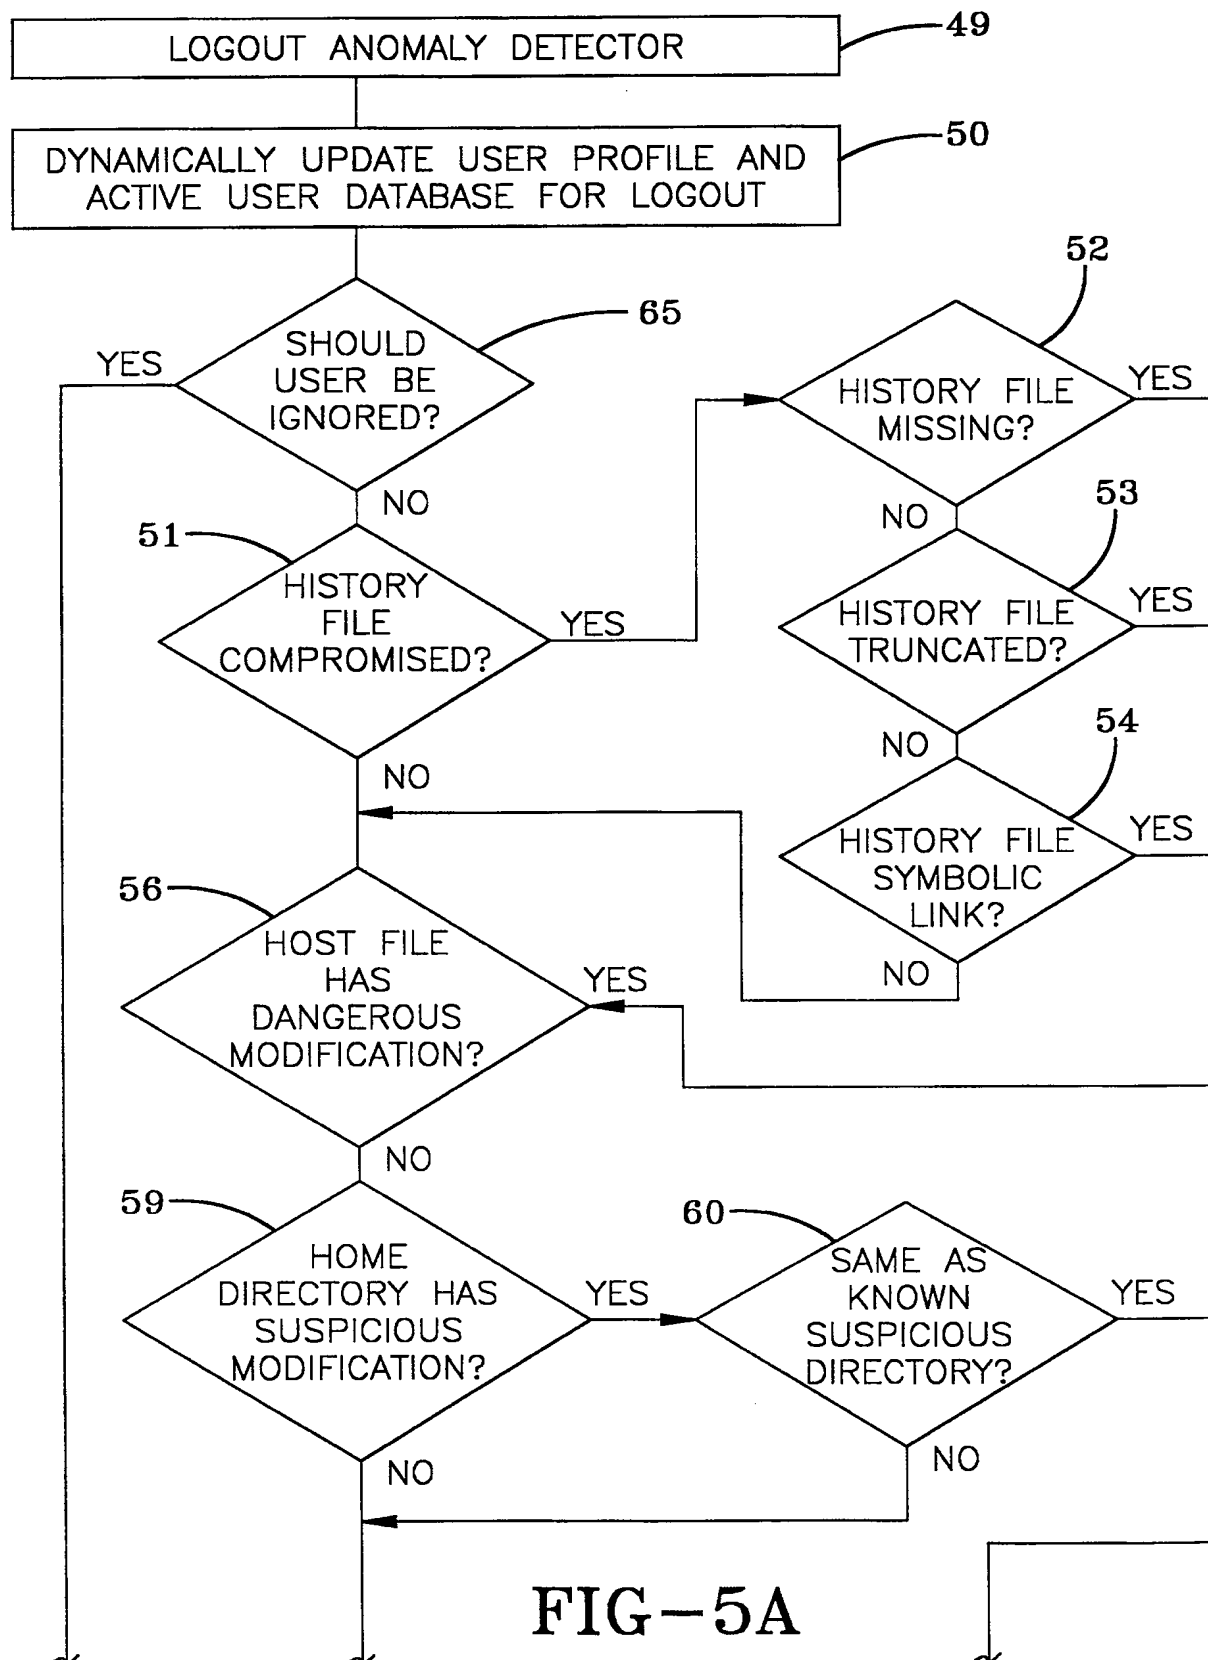 LOGOUT ANOMALY DETECTOR
49
DYNAMICALLY UPDATE USER PROFILE AND
ACTIVE USER DATABASE FOR LOGOUT
50
SHOULD
USER BE
IGNORED?
65
YES
NO
52
HISTORY FILE
MISSING?
YES
NO
51
HISTORY
FILE
COMPROMISED?
YES
NO
53
HISTORY FILE
TRUNCATED?
YES
NO
54
HISTORY FILE
SYMBOLIC
LINK?
YES
NO
56
HOST FILE
HAS
DANGEROUS
MODIFICATION?
YES
NO
59
HOME
DIRECTORY HAS
SUSPICIOUS
MODIFICATION?
YES
NO
60
SAME AS
KNOWN
SUSPICIOUS
DIRECTORY?
YES
NO
FIG-5A